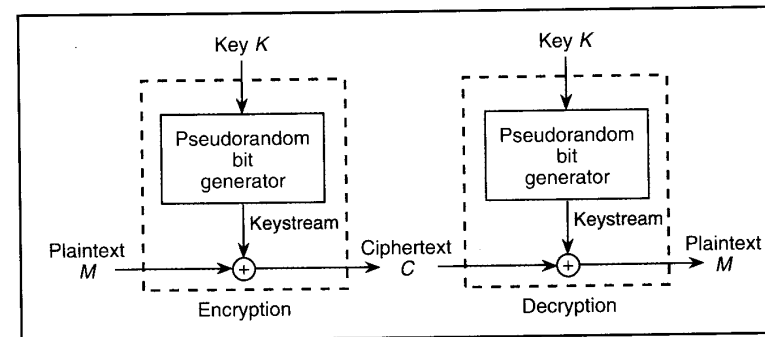 Key K
Key K
Pseudorandom
bit
generator
Pseudorandom
bit
generator
Keystream
Keystream
Plaintext
M
+
Ciphertext
C
+
Plaintext
M
Encryption
Decryption